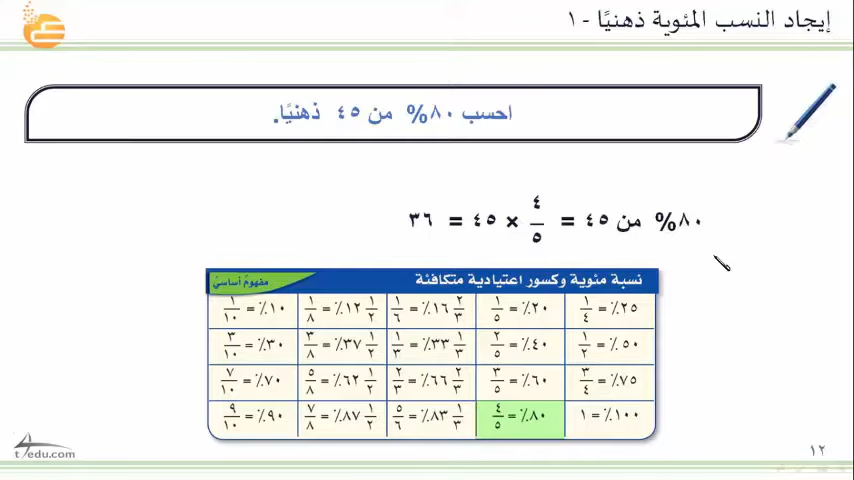 إيجاد النسب المئوية ذهنيًا -١
احسب ٨٠% من ٤٥ ذهنيًا.
٨٠% من ٤٥ = ٤/٥ × ٤٥ = ٣٦
نسبة مئوية وكسور اعتيادية متكافئة
مفهوم أساسي
٢٥٪ = ١/٤ ٢٠٪ = ١/٥ ١٦ ٢/٣٪ = ١/٦ ١٢ ١/٢٪ = ١/٨ ١٠٪ = ١/١٠
٥٠٪ = ١/٢ ٤٠٪ = ٢/٥ ٣٣ ١/٣٪ = ١/٣ ٣٧ ١/٢٪ = ٣/٨ ٣٠٪ = ٣/١٠
٧٥٪ = ٣/٤ ٦٠٪ = ٣/٥ ٦٦ ٢/٣٪ = ٢/٣ ٦٢ ١/٢٪ = ٥/٨ ٧٠٪ = ٧/١٠
١٠٠٪ = ١ ٨٠٪ = ٤/٥ ٨٣ ١/٣٪ = ٥/٦ ٨٧ ١/٢٪ = ٧/٨ ٩٠٪ = ٩/١٠
t4edu.com
١٢